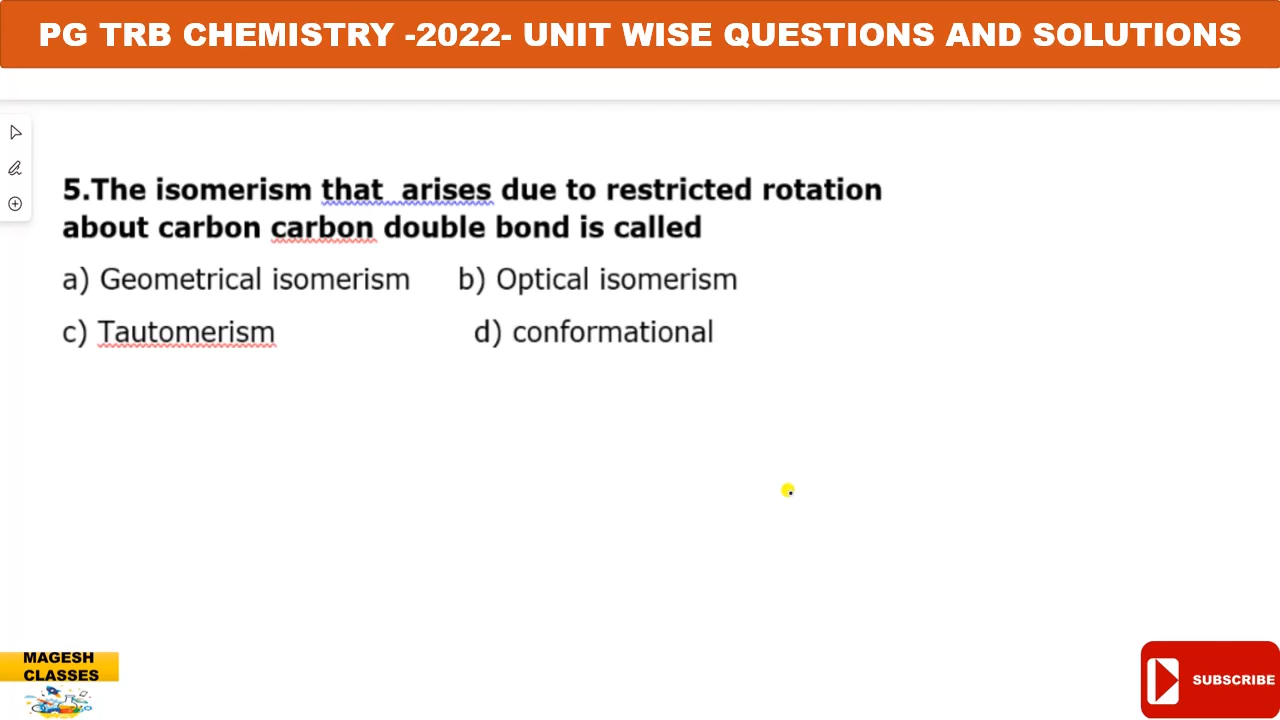 PG TRB CHEMISTRY -2022- UNIT WISE QUESTIONS AND SOLUTIONS
5.The isomerism that  arises due to restricted rotation
about carbon carbon double bond is called
a) Geometrical isomerism b) Optical isomerism
c) Tautomerism d) conformational
MAGESH
CLASSES
SUBSCRIBE